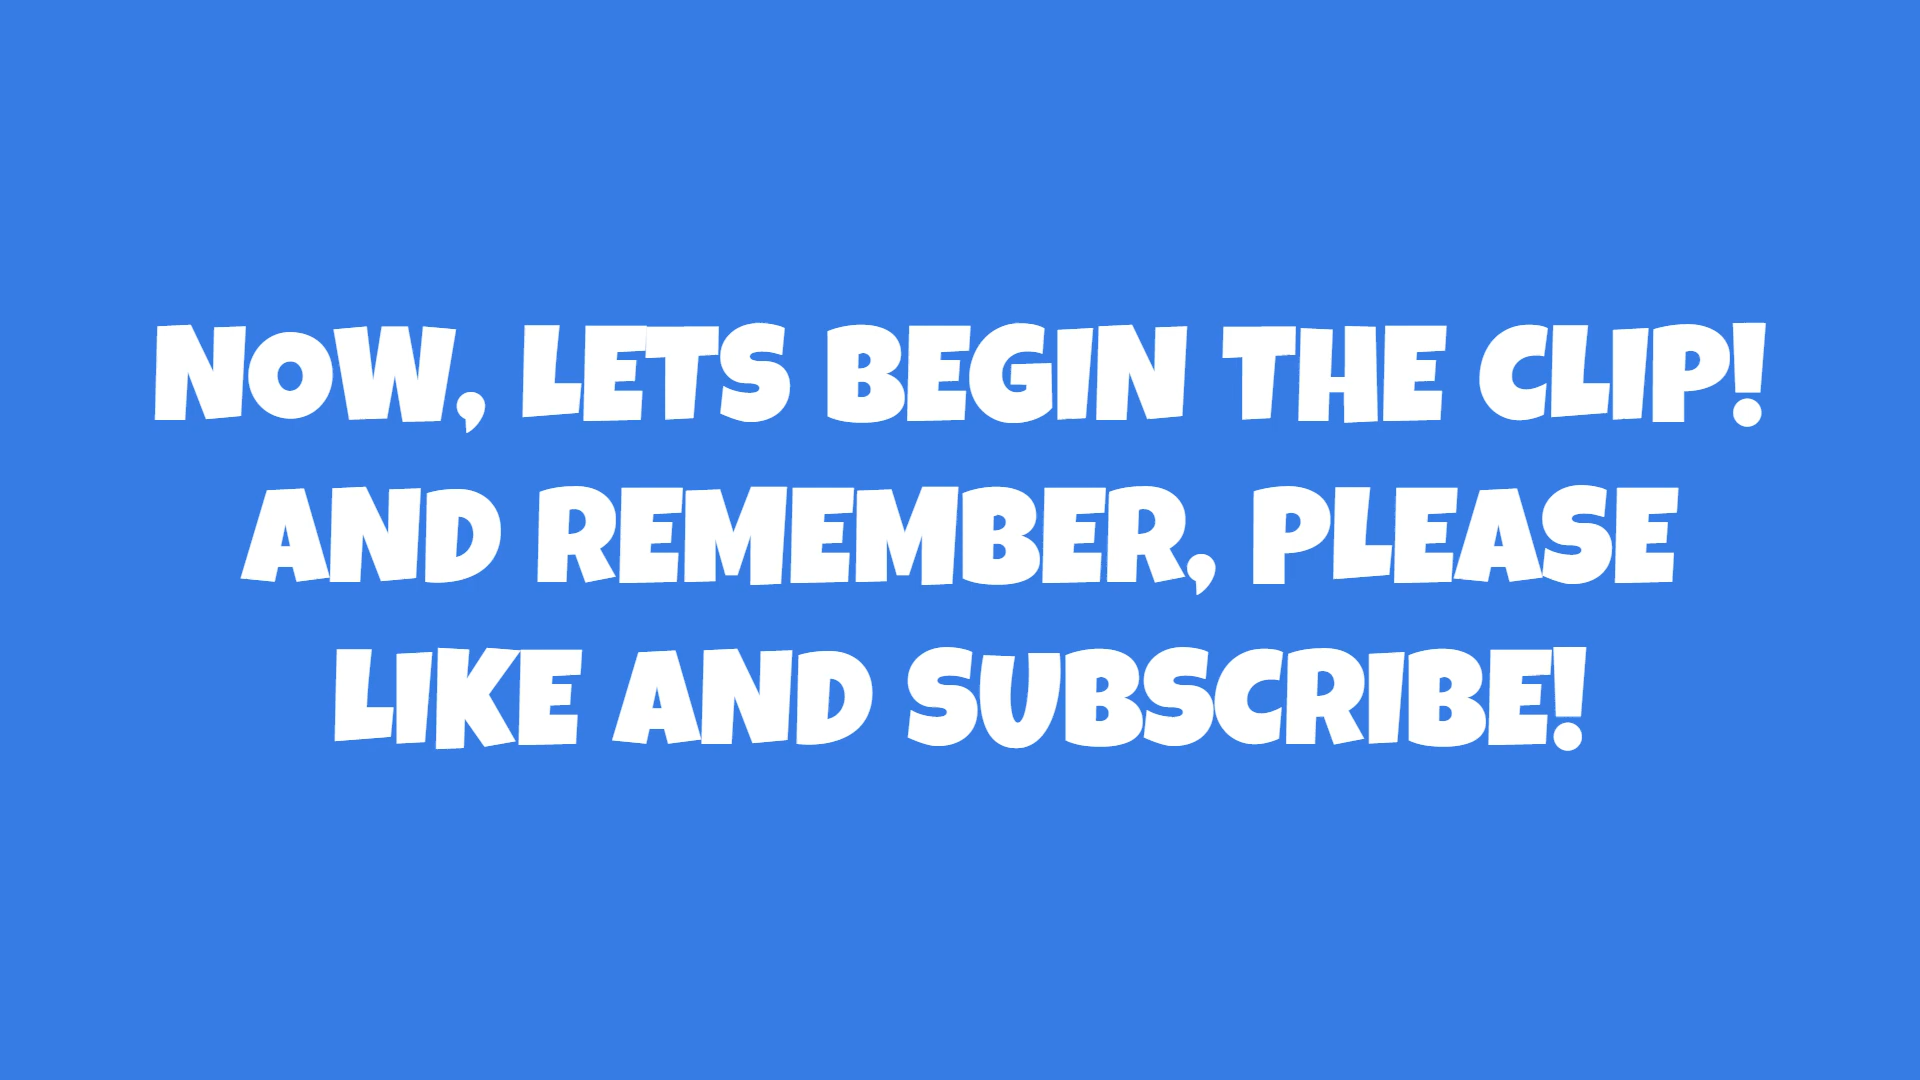 NOW, LETS BEGIN THE CLIP!
AND REMEMBER, PLEASE
LIKE AND SUBSCRIBE!